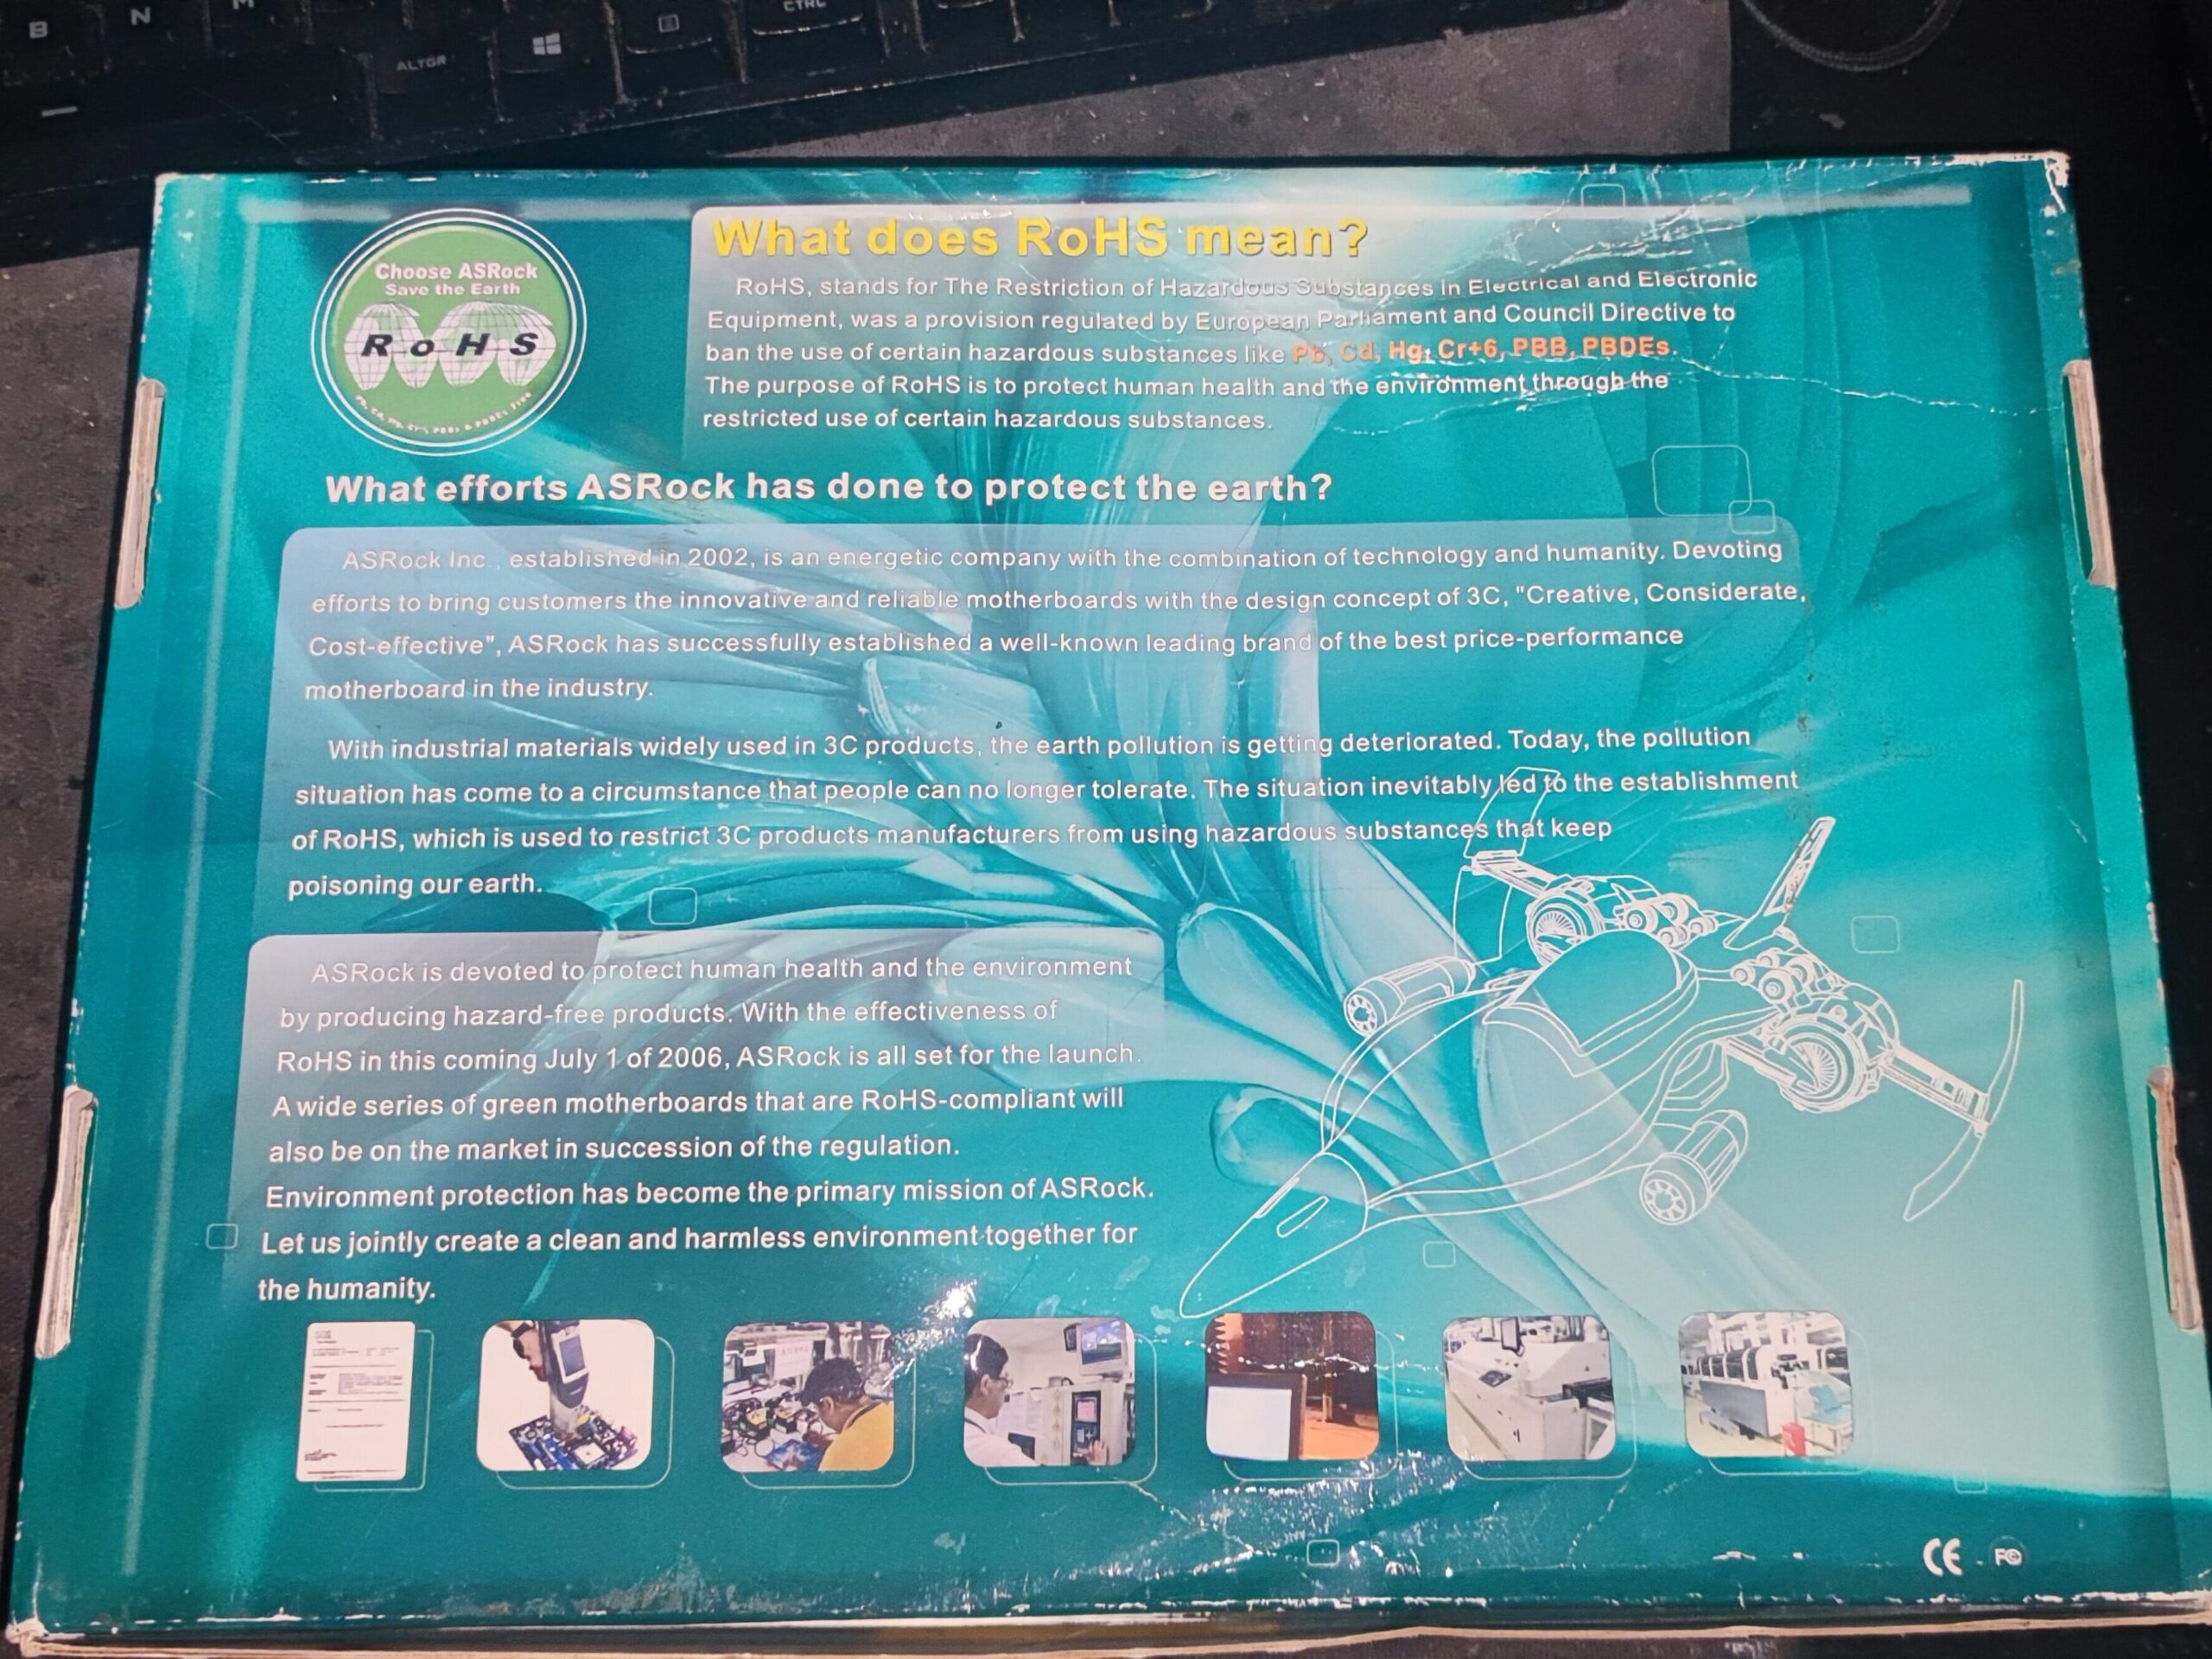 B
N
M
ALTGR
CTRL
Choose ASRock
Save the Earth
RoHS
What does RoHS mean?
RoHS, stands for The Restriction of Hazardous Substances in Electrical and Electronic
Equipment, was a provision regulated by European Parliament and Council Directive to
ban the use of certain hazardous substances like Pb, Cd, Hg, Cr+6, PBB, PBDEs.
The purpose of RoHS is to protect human health and the environment through the
restricted use of certain hazardous substances.
What efforts ASRock has done to protect the earth?
ASRock Inc., established in 2002, is an energetic company with the combination of technology and humanity. Devoting
efforts to bring customers the innovative and reliable motherboards with the design concept of 3C, "Creative, Considerate,
Cost-effective", ASRock has successfully established a well-known leading brand of the best price-performance
motherboard in the industry.
With industrial materials widely used in 3C products, the earth pollution is getting deteriorated. Today, the pollution
situation has come to a circumstance that people can no longer tolerate. The situation inevitably led to the establishment
of RoHS, which is used to restrict 3C products manufacturers from using hazardous substances that keep
poisoning our earth.
ASRock is devoted to protect human health and the environment
by producing hazard-free products. With the effectiveness of
RoHS in this coming July 1 of 2006, ASRock is all set for the launch.
A wide series of green motherboards that are RoHS-compliant will
also be on the market in succession of the regulation.
Environment protection has become the primary mission of ASRock.
Let us jointly create a clean and harmless environment together for
the humanity.
CE FC